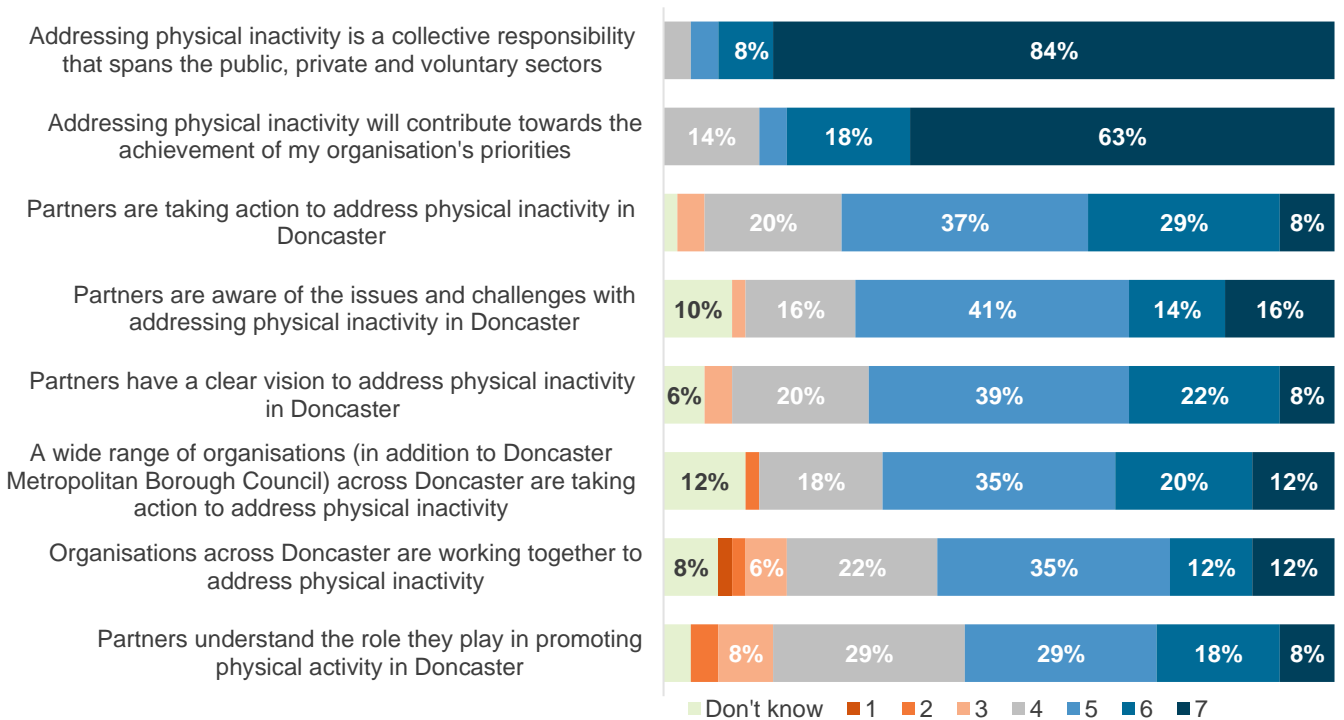 Addressing physical inactivity is a collective responsibility
that spans the public, private and voluntary sectors
8% 84%
Addressing physical inactivity will contribute towards the
achievement of my organisation's priorities
14% 18% 63%
Partners are taking action to address physical inactivity in
Doncaster
20% 37% 29% 8%
Partners are aware of the issues and challenges with
addressing physical inactivity in Doncaster
10% 16% 41% 14% 16%
Partners have a clear vision to address physical inactivity
in Doncaster
6% 20% 39% 22% 8%
A wide range of organisations (in addition to Doncaster
Metropolitan Borough Council) across Doncaster are taking
action to address physical inactivity
12% 18% 35% 20% 12%
Organisations across Doncaster are working together to
address physical inactivity
8% 6% 22% 35% 12% 12%
Partners understand the role they play in promoting
physical activity in Doncaster
8% 29% 29% 18% 8%
Don't know 1 2 3 4 5 6 7